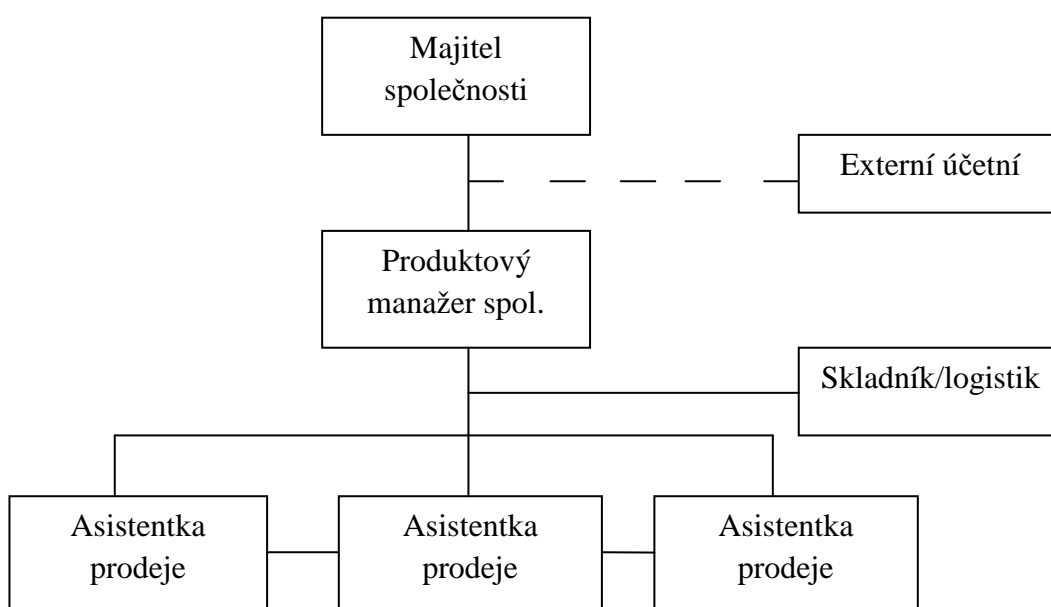 Majitel
společnosti
Externí účetní
Produktový
manažer spol.
Skladník/logistik
Asistentka
prodeje
Asistentka
prodeje
Asistentka
prodeje